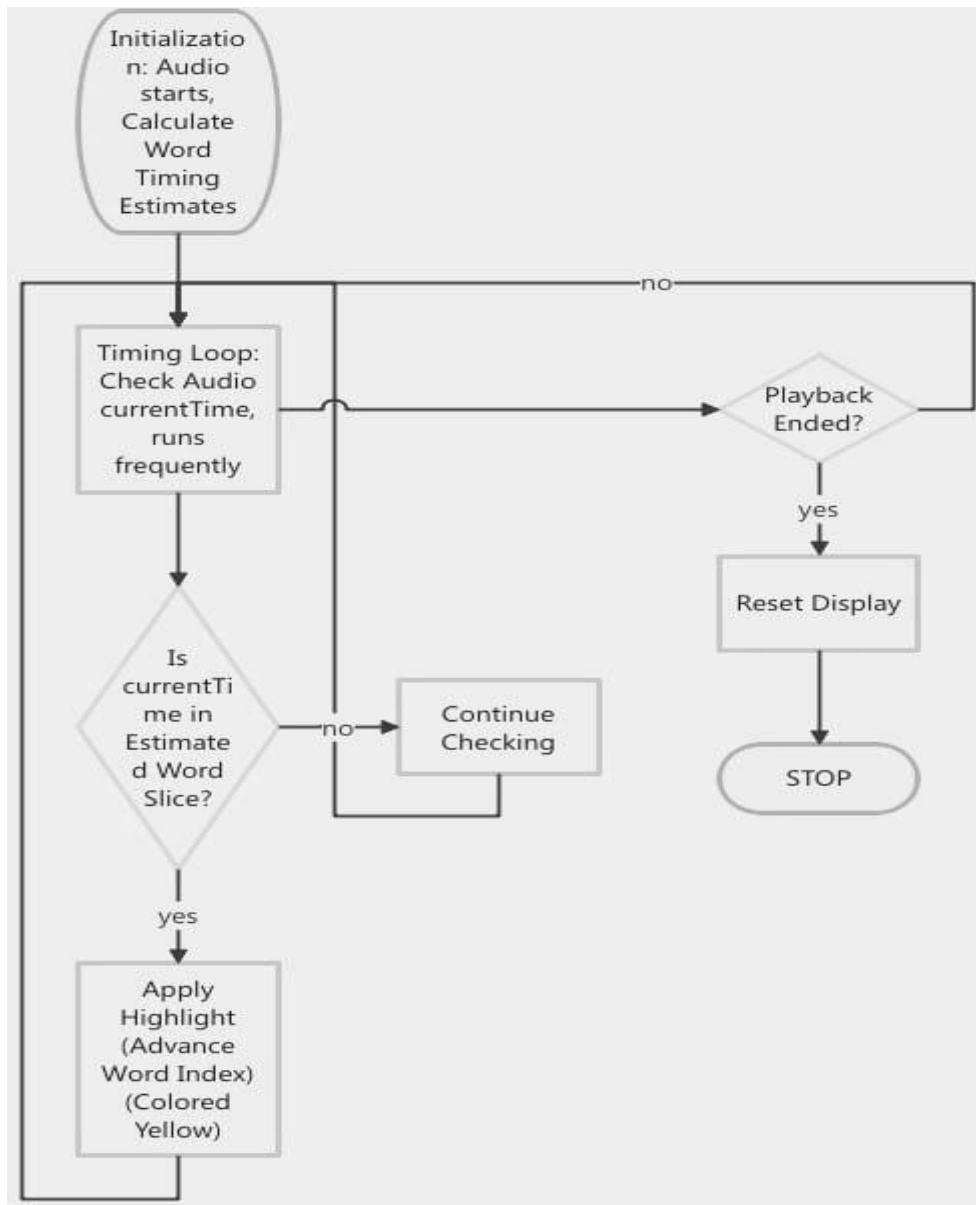 Initializatio
n: Audio
starts,
Calculate
Word
Timing
Estimates
no
Timing Loop:
Check Audio
currentTime,
runs
frequently
Playback
Ended?
yes
Reset Display
Is
currentTi
me in
Estimate
d Word
Slice?
no
Continue
Checking
STOP
yes
Apply
Highlight
(Advance
Word Index)
(Colored
Yellow)